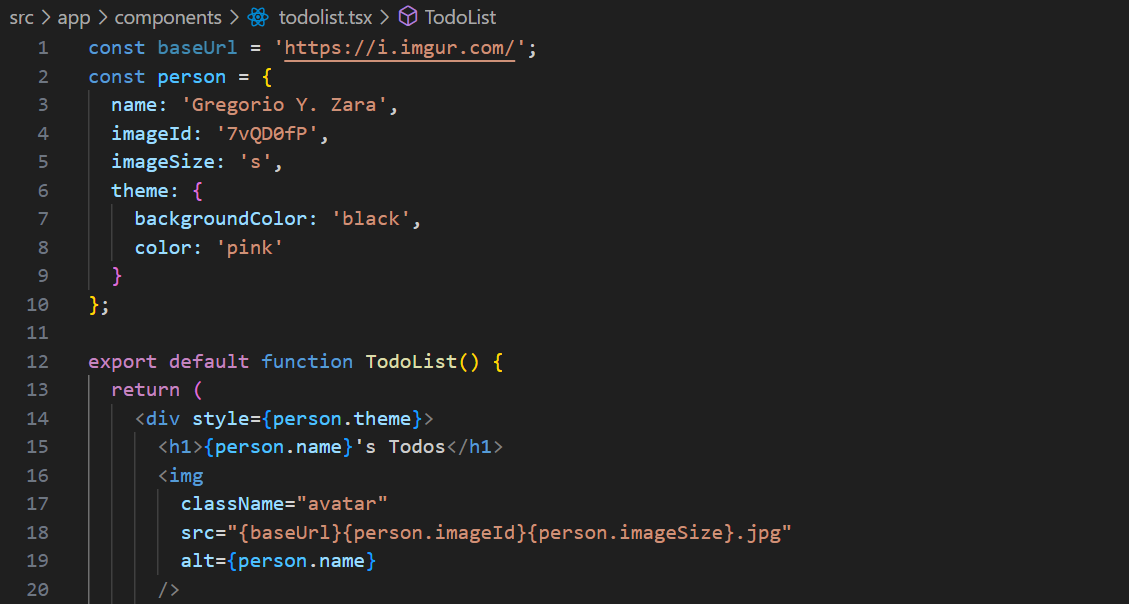 src > app > components > todolist.tsx > TodoList
1 const baseUrl = 'https://i.imgur.com/';
2 const person = {
3   name: 'Gregorio Y. Zara',
4   imageId: '7vQD0fP',
5   imageSize: 's',
6   theme: {
7     backgroundColor: 'black',
8     color: 'pink'
9   }
10 };
11
12 export default function TodoList() {
13   return (
14     <div style={person.theme}>
15       <h1>{person.name}'s Todos</h1>
16       <img
17         className="avatar"
18         src="{baseUrl}{person.imageId}{person.imageSize}.jpg"
19         alt={person.name}
20       />